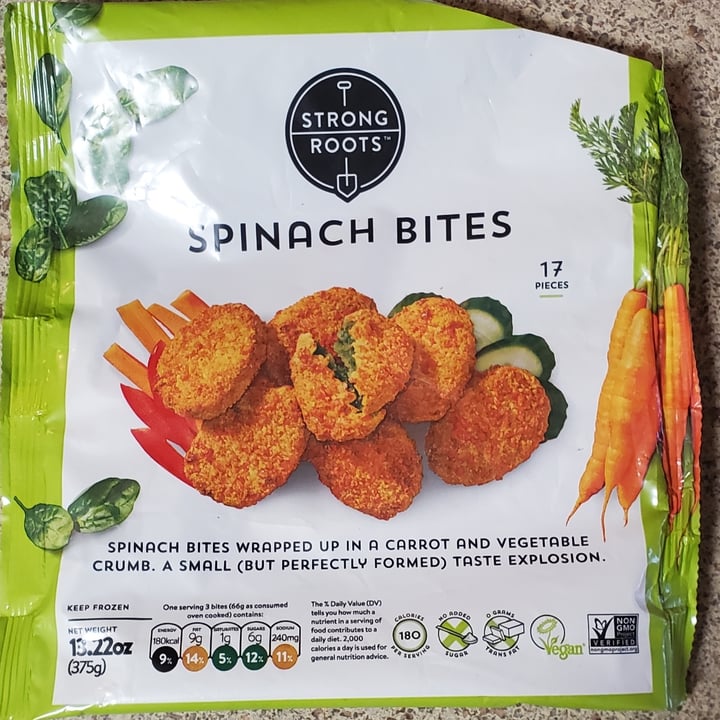 STRONG
ROOTS™
SPINACH BITES
17
PIECES
SPINACH BITES WRAPPED UP IN A CARROT AND VEGETABLE
CRUMB. A SMALL (BUT PERFECTLY FORMED) TASTE EXPLOSION.
KEEP FROZEN
NET WEIGHT
13.22oz
(375g)
One serving 3 bites (66g as consumed
oven cooked) contains:
ENERGY
180kcal
9%
FAT
9g
14%
SATURATES
1g
5%
SUGARS
6g
12%
SODIUM
240mg
11%
The % Daily Value (DV)
tells you how much a
nutrient in a serving of
food contributes to a
daily diet. 2,000
calories a day is used for
general nutrition advice.
CALORIES
180
PER SERVING
NO ADDED
SUGAR
0 GRAMS
TRANS FAT
Vegan
NON
GMO
Project
VERIFIED
nongmoproject.org